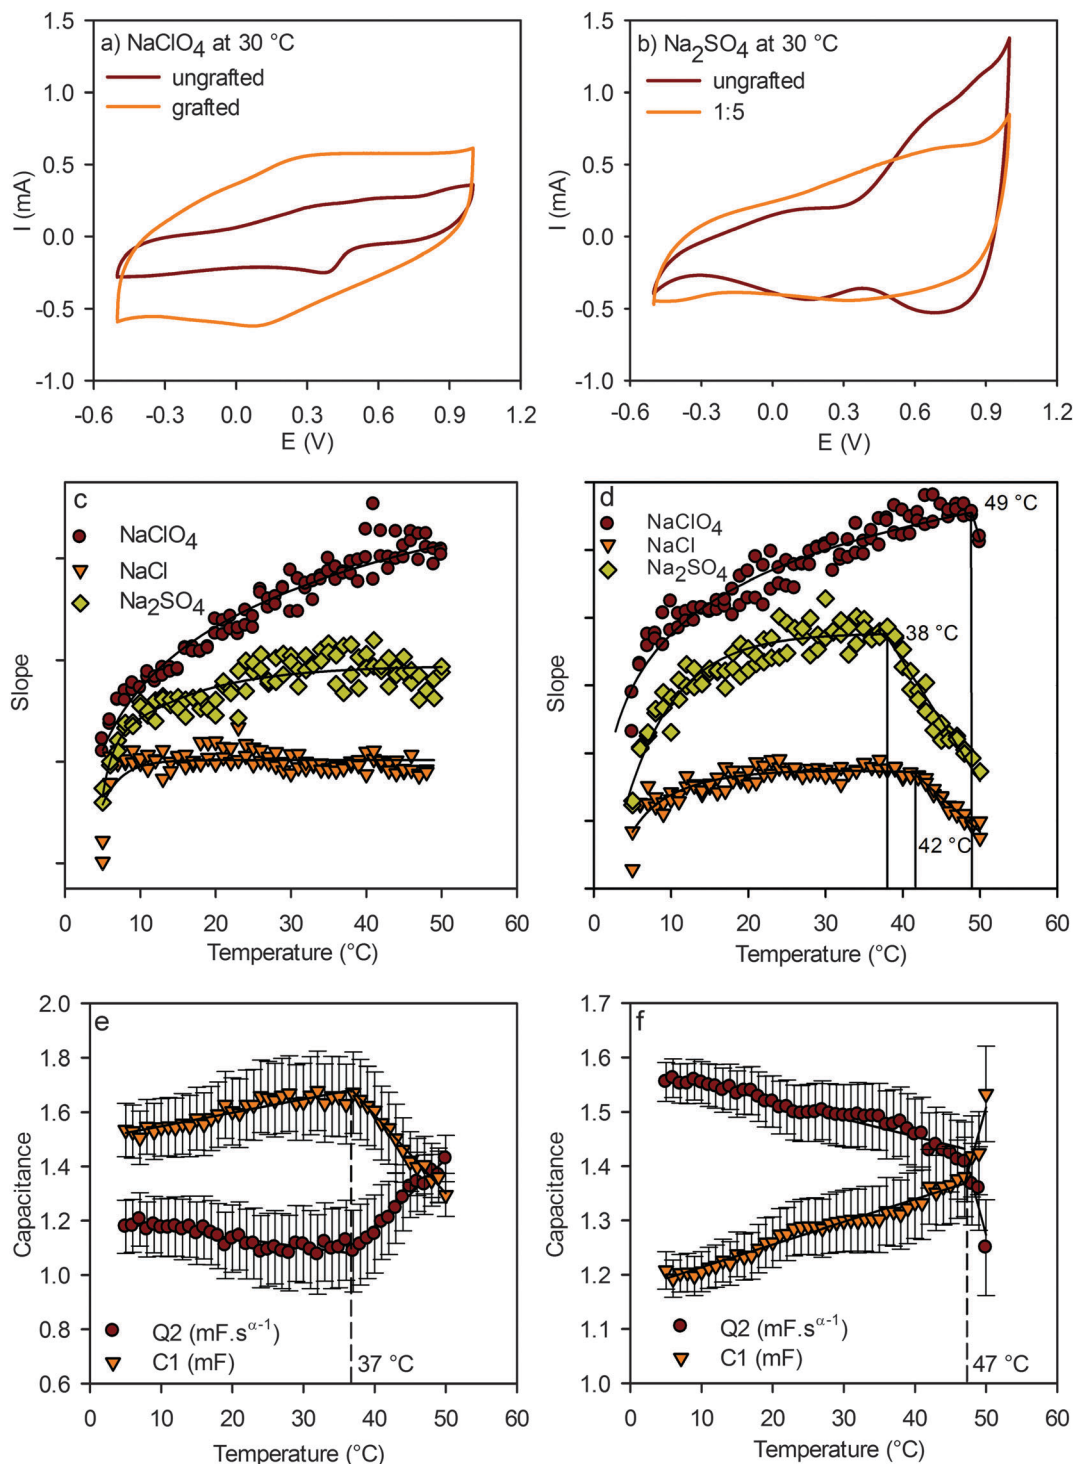 a) NaClO4 at 30 °C
ungrafted
grafted
I (mA)
1.5
1.0
0.5
0.0
-0.5
-1.0
-0.6 -0.3 0.0 0.3 0.6 0.9 1.2
E (V)
b) Na2SO4 at 30 °C
ungrafted
1:5
I (mA)
1.5
1.0
0.5
0.0
-0.5
-1.0
-0.6 -0.3 0.0 0.3 0.6 0.9 1.2
E (V)
c
NaClO4
NaCl
Na2SO4
Slope
0 10 20 30 40 50 60
Temperature (°C)
d
NaClO4
NaCl
Na2SO4
49 °C
38 °C
42 °C
Slope
0 10 20 30 40 50 60
Temperature (°C)
e
Capacitance
2.0
1.8
1.6
1.4
1.2
1.0
0.8
0.6
Q2 (mF.s^α-1)
C1 (mF)
37 °C
0 10 20 30 40 50 60
Temperature (°C)
f
Capacitance
1.7
1.6
1.5
1.4
1.3
1.2
1.1
1.0
Q2 (mF.s^α-1)
C1 (mF)
47 °C
0 10 20 30 40 50 60
Temperature (°C)